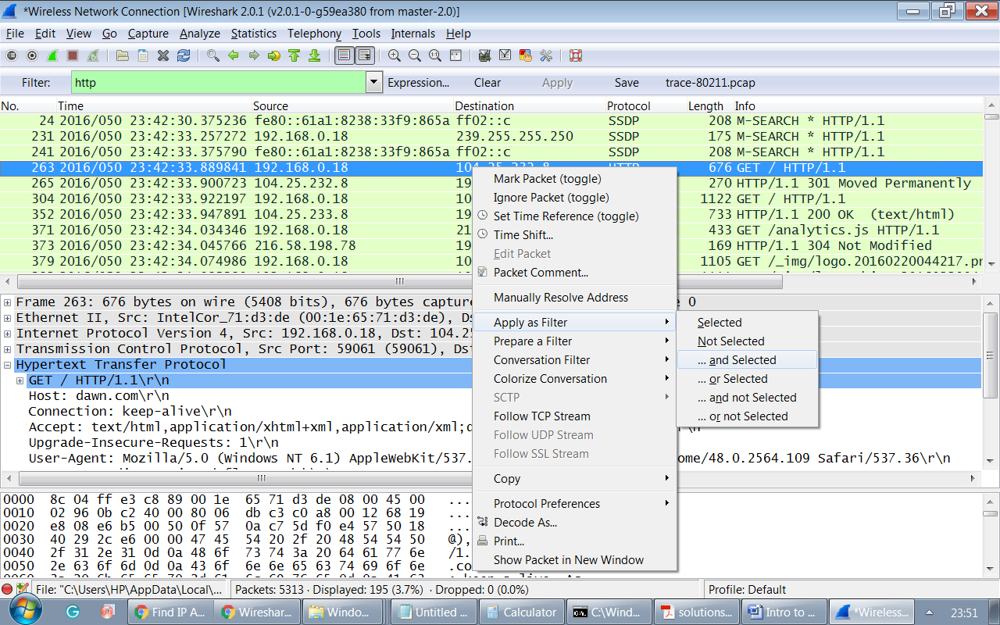 *Wireless Network Connection [Wireshark 2.0.1 (v2.0.1-0-g59ea380 from master-2.0)]
File Edit View Go Capture Analyze Statistics Telephony Tools Internals Help
Filter: http Expression... Clear Apply Save trace-80211.pcap
No. Time Source Destination Protocol Length Info
24 2016/050 23:42:30.375236 fe80::61a1:8238:33f9:865a ff02::c SSDP 208 M-SEARCH * HTTP/1.1
231 2016/050 23:42:33.257272 192.168.0.18 239.255.255.250 SSDP 175 M-SEARCH * HTTP/1.1
241 2016/050 23:42:33.375790 fe80::61a1:8238:33f9:865a ff02::c SSDP 208 M-SEARCH * HTTP/1.1
263 2016/050 23:42:33.889841 192.168.0.18 104.25.232.8 HTTP 676 GET / HTTP/1.1
265 2016/050 23:42:33.900723 104.25.232.8 19 270 HTTP/1.1 301 Moved Permanently
304 2016/050 23:42:33.922197 192.168.0.18 10 1122 GET / HTTP/1.1
352 2016/050 23:42:33.947891 104.25.233.8 19 733 HTTP/1.1 200 OK (text/html)
371 2016/050 23:42:34.034346 192.168.0.18 21 433 GET /analytics.js HTTP/1.1
373 2016/050 23:42:34.045766 216.58.198.78 19 169 HTTP/1.1 304 Not Modified
379 2016/050 23:42:34.074986 192.168.0.18 10 1105 GET /_img/logo.20160220044217.pr
Mark Packet (toggle)
Ignore Packet (toggle)
Set Time Reference (toggle)
Time Shift...
Edit Packet
Packet Comment...
Manually Resolve Address
Apply as Filter
Prepare a Filter
Conversation Filter
Colorize Conversation
SCTP
Follow TCP Stream
Follow UDP Stream
Follow SSL Stream
Copy
Protocol Preferences
Decode As...
Print...
Show Packet in New Window
Selected
Not Selected
... and Selected
... or Selected
... and not Selected
... or not Selected
Frame 263: 676 bytes on wire (5408 bits), 676 bytes capture e 0
Ethernet II, Src: IntelCor_71:d3:de (00:1e:65:71:d3:de), Ds
Internet Protocol Version 4, Src: 192.168.0.18, Dst: 104.25
Transmission Control Protocol, Src Port: 59061 (59061), Dst
Hypertext Transfer Protocol
GET / HTTP/1.1\r\n
Host: dawn.com\r\n
Connection: keep-alive\r\n
Accept: text/html,application/xhtml+xml,application/xml;q \r\n
Upgrade-Insecure-Requests: 1\r\n
User-Agent: Mozilla/5.0 (Windows NT 6.1) AppleWebKit/537. ome/48.0.2564.109 Safari/537.36\r\n
0000 8c 04 ff e3 c8 89 00 1e 65 71 d3 de 08 00 45 00 ....
0010 02 96 0b c2 40 00 80 06 db c3 c0 a8 00 12 68 19 ....
0020 e8 08 e6 b5 00 50 0f 57 0a c7 5d f0 e4 57 50 18 ....
0030 40 29 2c e6 00 00 47 45 54 20 2f 20 48 54 54 50 @),
0040 2f 31 2e 31 0d 0a 48 6f 73 74 3a 20 64 61 77 6e /1.
0050 2e 63 6f 6d 0d 0a 43 6f 6e 6e 65 63 74 69 6f 6e .co
File: "C:\Users\HP\AppData\Local\... Packets: 5313 · Displayed: 195 (3.7%) · Dropped: 0 (0.0%) Profile: Default
Find IP A... Wireshar... Windo... Untitled ... Calculator C:\Wind... solutions... Intro to ... *Wireless... 23:51